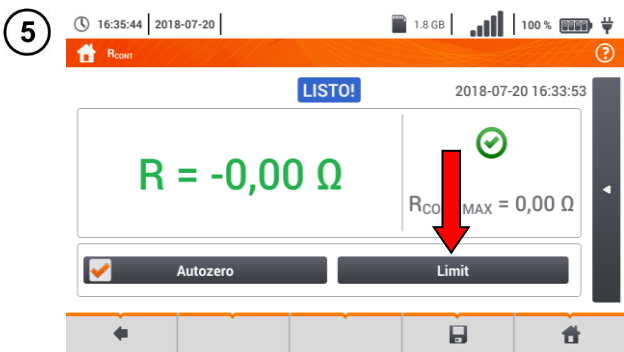 5
16:35:44 2018-07-20 1.8 GB 100 %
RCONT
?
LISTO! 2018-07-20 16:33:53
R = -0,00 Ω
MAX = 0,00 Ω
Autozero Limit